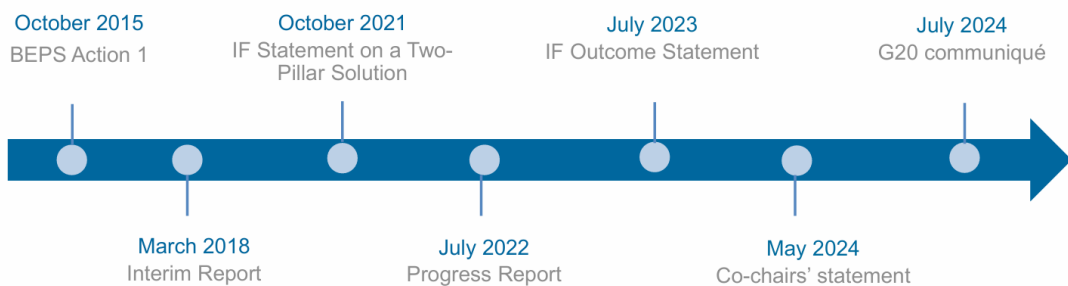 October 2015
BEPS Action 1
October 2021
IF Statement on a Two-
Pillar Solution
July 2023
IF Outcome Statement
July 2024
G20 communiqué
March 2018
Interim Report
July 2022
Progress Report
May 2024
Co-chairs’ statement